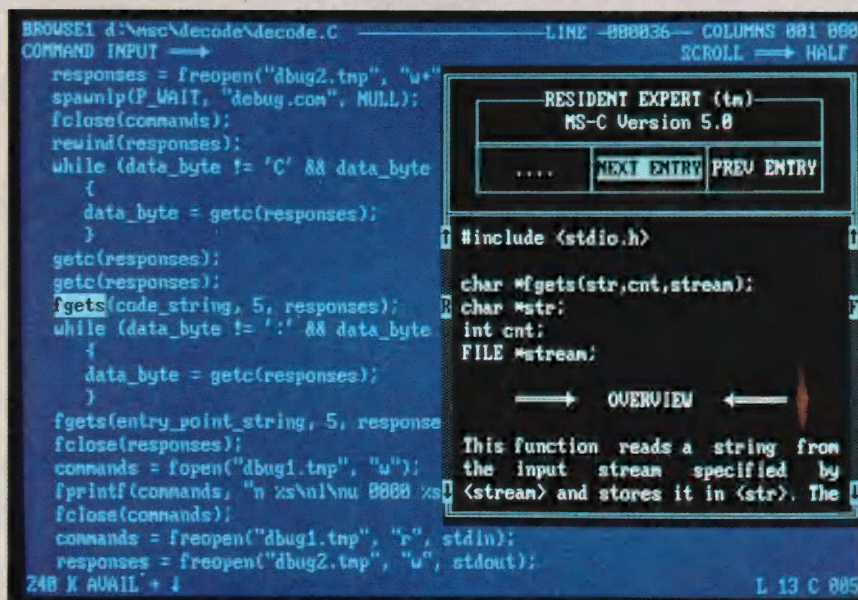 BROWSE1 d:\msc\decode\decode.C LINE -000036— COLUMNS 001 080
COMMAND INPUT SCROLL HALF
responses = freopen("dbug2.tmp", "w+"
spawnlp(P_WAIT, "debug.com", NULL);
fclose(commands);
rewind(responses);
while (data_byte != 'C' && data_byte
{
data_byte = getc(responses);
}
getc(responses);
getc(responses);
fgets(code_string, 5, responses);
while (data_byte != ':' && data_byte
{
data_byte = getc(responses);
}
fgets(entry_point_string, 5, response
fclose(responses);
commands = fopen("dbug1.tmp", "w");
fprintf(commands, "n %s\nl\nu 0000 %s
fclose(commands);
commands = freopen("dbug1.tmp", "r", stdin);
responses = freopen("dbug2.tmp", "w", stdout);
240 K AVAIL + ↓ L 13 C 005
RESIDENT EXPERT (tm)
MS-C Version 5.0
.... NEXT ENTRY PREV ENTRY
#include <stdio.h>
char *fgets(str,cnt,stream);
char *str;
int cnt;
FILE *stream;
OVERVIEW
This function reads a string from
the input stream specified by
<stream> and stores it in <str>. The